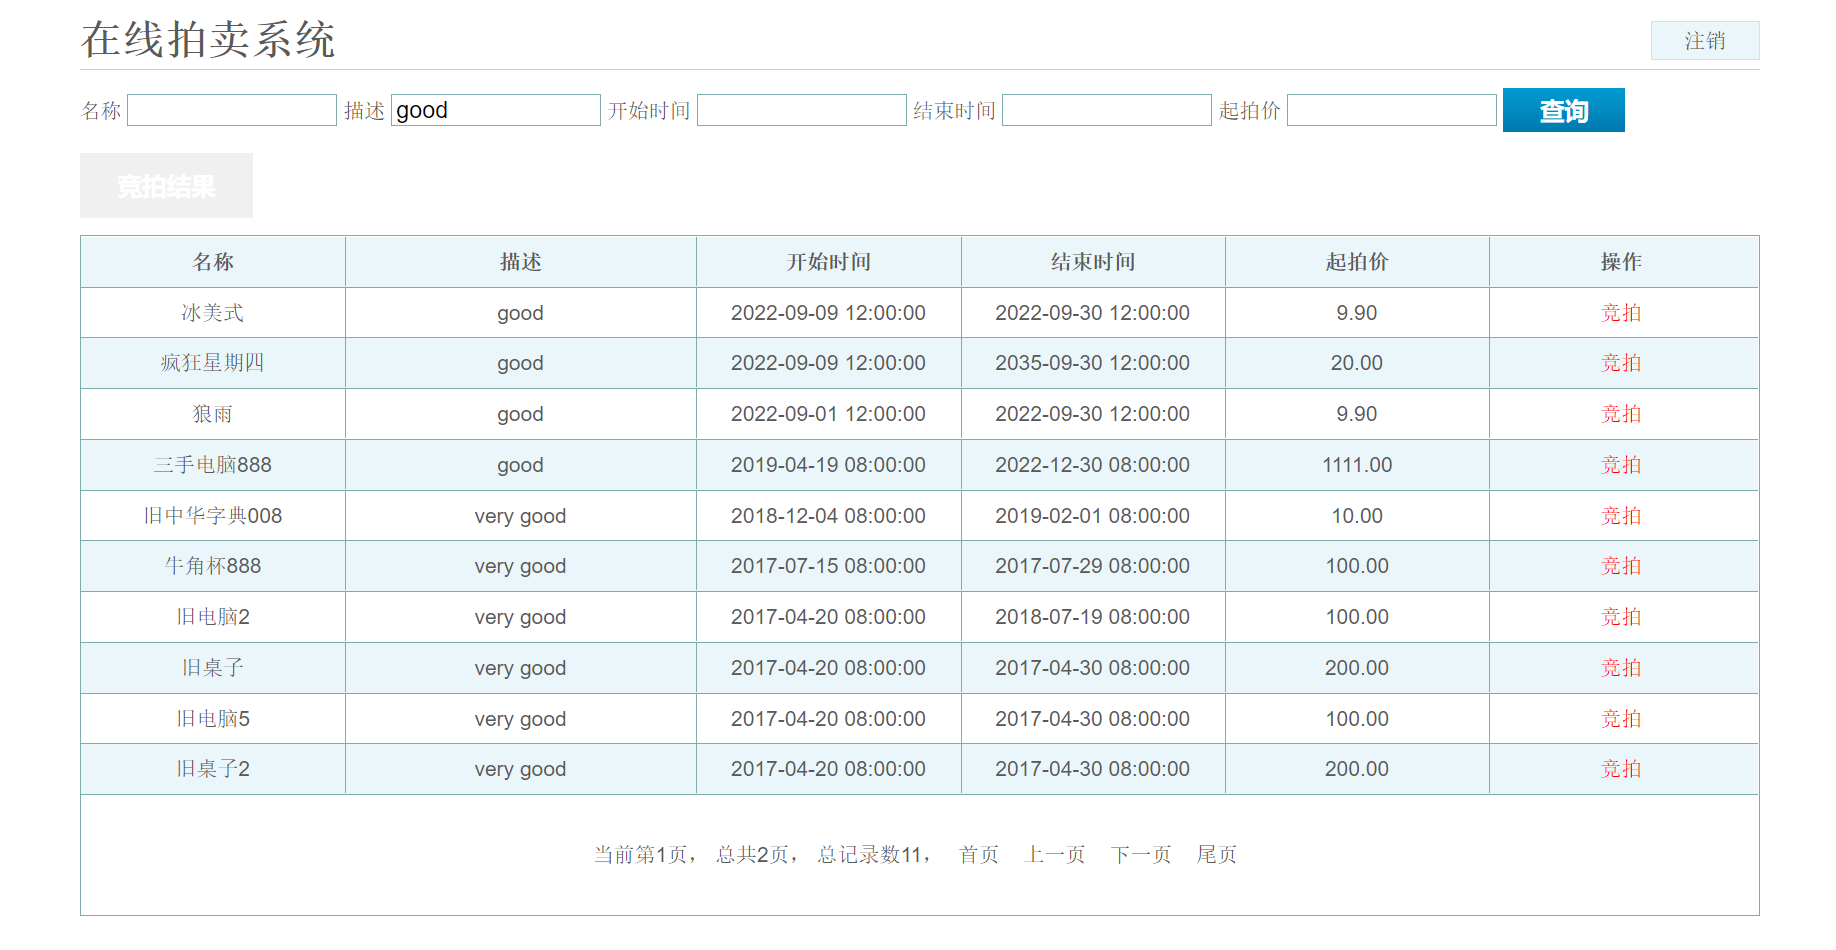 在线拍卖系统 注销
名称 描述 good 开始时间 结束时间 起拍价 查询
竞拍结果
名称 描述 开始时间 结束时间 起拍价 操作
冰美式 good 2022-09-09 12:00:00 2022-09-30 12:00:00 9.90 竞拍
疯狂星期四 good 2022-09-09 12:00:00 2035-09-30 12:00:00 20.00 竞拍
狼雨 good 2022-09-01 12:00:00 2022-09-30 12:00:00 9.90 竞拍
三手电脑888 good 2019-04-19 08:00:00 2022-12-30 08:00:00 1111.00 竞拍
旧中华字典008 very good 2018-12-04 08:00:00 2019-02-01 08:00:00 10.00 竞拍
牛角杯888 very good 2017-07-15 08:00:00 2017-07-29 08:00:00 100.00 竞拍
旧电脑2 very good 2017-04-20 08:00:00 2018-07-19 08:00:00 100.00 竞拍
旧桌子 very good 2017-04-20 08:00:00 2017-04-30 08:00:00 200.00 竞拍
旧电脑5 very good 2017-04-20 08:00:00 2017-04-30 08:00:00 100.00 竞拍
旧桌子2 very good 2017-04-20 08:00:00 2017-04-30 08:00:00 200.00 竞拍
当前第1页， 总共2页， 总记录数11， 首页 上一页 下一页 尾页